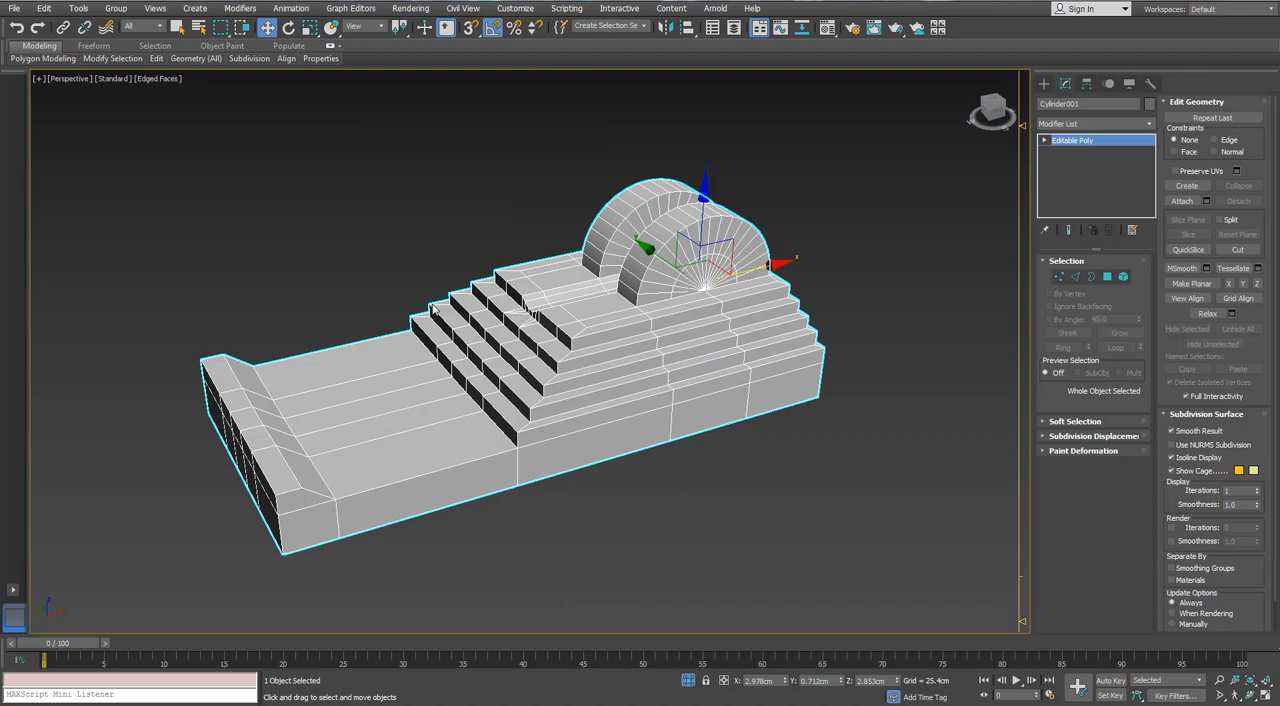 File Edit Tools Group Views Create Modifiers Animation Graph Editors Rendering Civil View Customize Scripting Interactive Content Arnold Help Sign In Workspaces: Default
All View Create Selection Se
Modeling Freeform Selection Object Paint Populate
Polygon Modeling Modify Selection Edit Geometry (All) Subdivision Align Properties
[+] [Perspective] [Standard] [Edged Faces]
Cylinder001
Modifier List
Editable Poly
Selection
By Vertex
Ignore Backfacing
By Angle: 45.0
Shrink Grow
Ring Loop
Preview Selection
Off SubObj Multi
Whole Object Selected
Soft Selection
Subdivision Displaceme
Paint Deformation
Edit Geometry
Repeat Last
Constraints
None Edge
Face Normal
Preserve UVs
Create Collapse
Attach Detach
Slice Plane Split
Slice Reset Plane
QuickSlice Cut
MSmooth Tessellate
Make Planar X Y Z
View Align Grid Align
Relax
Hide Selected Unhide All
Hide Unselected
Named Selections:
Copy Paste
Delete Isolated Vertices
Full Interactivity
Subdivision Surface
Smooth Result
Use NURMS Subdivision
Isoline Display
Show Cage......
Display
Iterations: 1
Smoothness: 1.0
Render
Iterations: 0
Smoothness: 1.0
Separate By
Smoothing Groups
Materials
Update Options
Always
When Rendering
Manually
x
z
0 / 100
0 5 10 15 20 25 30 35 40 45 50 55 60 65 70 75 80 85 90 95 100
MAXScript Mini Listener
1 Object Selected
Click and drag to select and move objects
X: 2.978cm Y: 0.712cm Z: 2.853cm Grid = 25.4cm
Add Time Tag
0
Auto Key Selected
Set Key Key Filters...